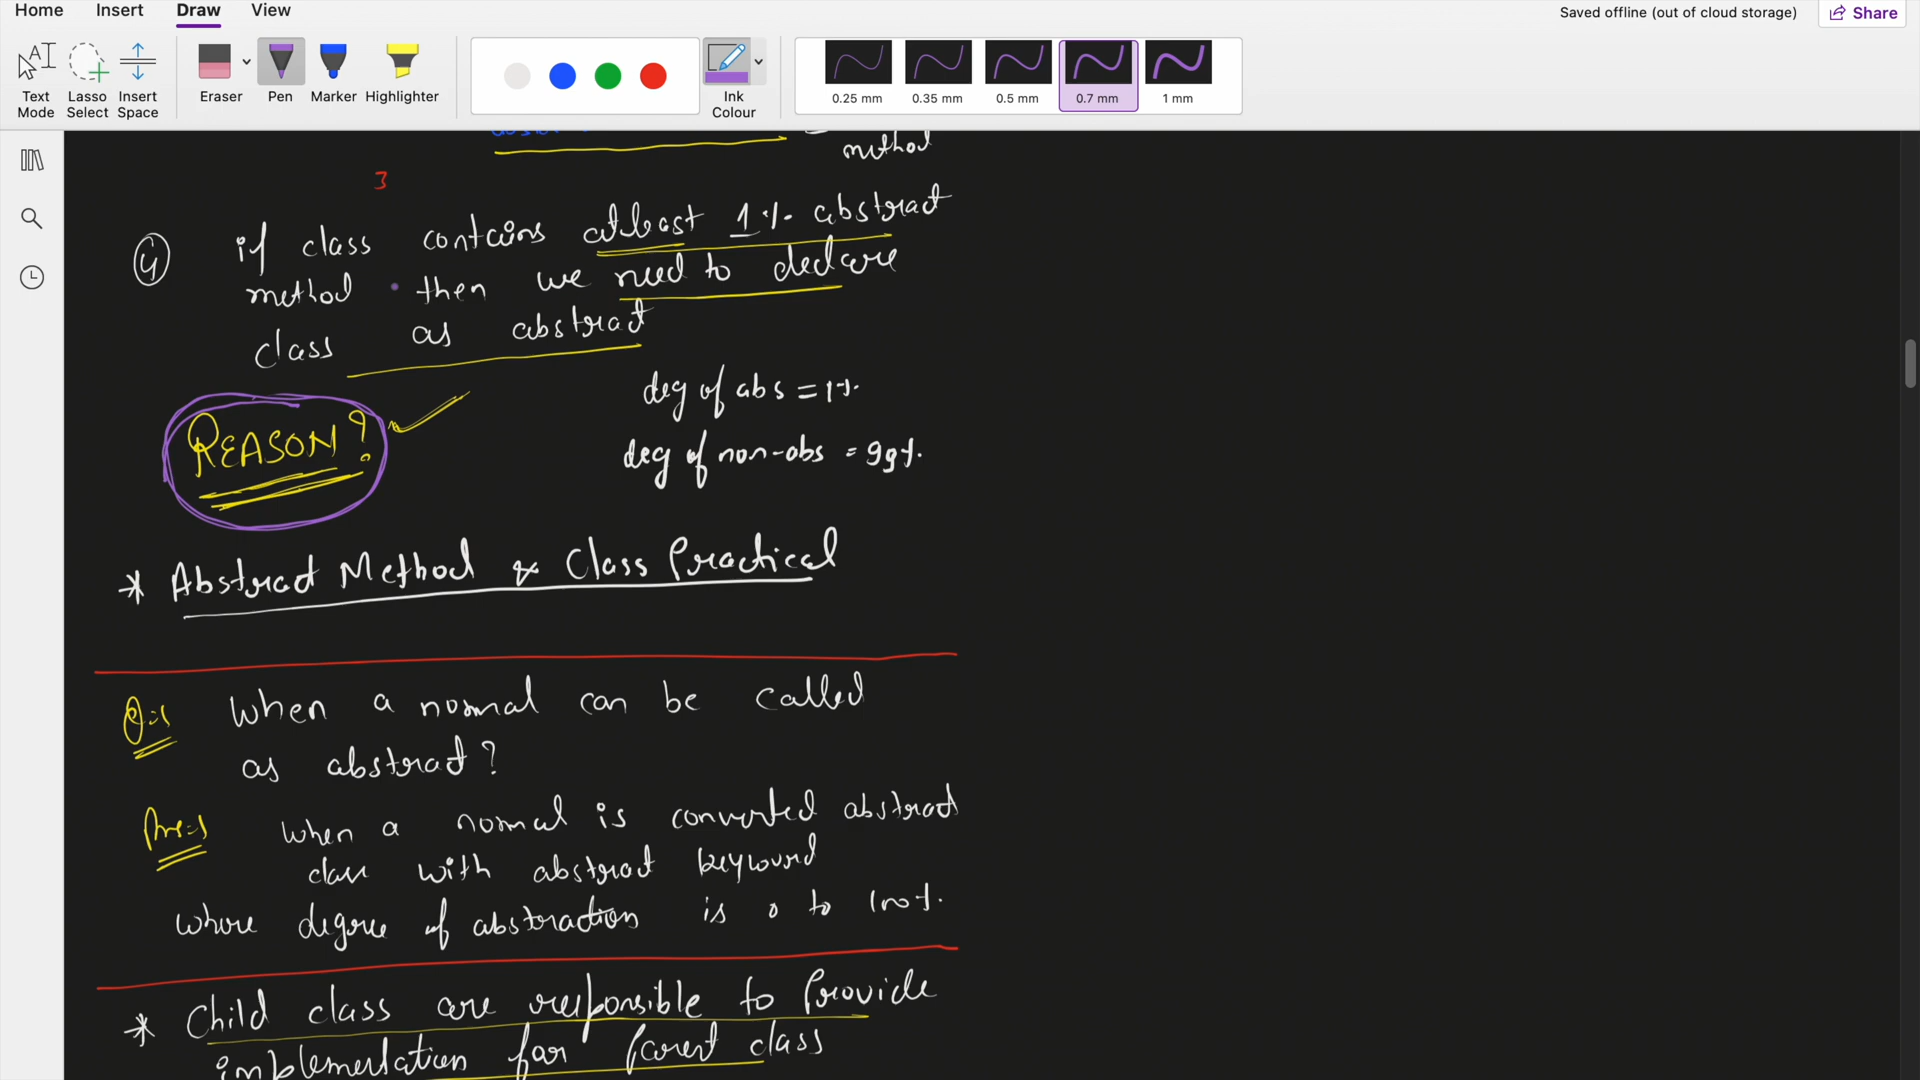 Home Insert Draw View
Saved offline (out of cloud storage) Share
Text Mode
Lasso Select
Insert Space
Eraser
Pen
Marker
Highlighter
Ink Colour
0.25 mm
0.35 mm
0.5 mm
0.7 mm
1 mm
method
3
4 if class contains atleast 1% abstract
method then we need to declare
class as abstract
deg of abs = 1%
REASON?
deg of non-abs = 99%
* Abstract Method & Class Practical
Q:-> When a normal can be called
as abstract?
Ans-> When a normal is converted abstract
class with abstract keyword
where degree of abstraction is 0 to 100%.
* Child class are responsible to provide
implementation for parent class